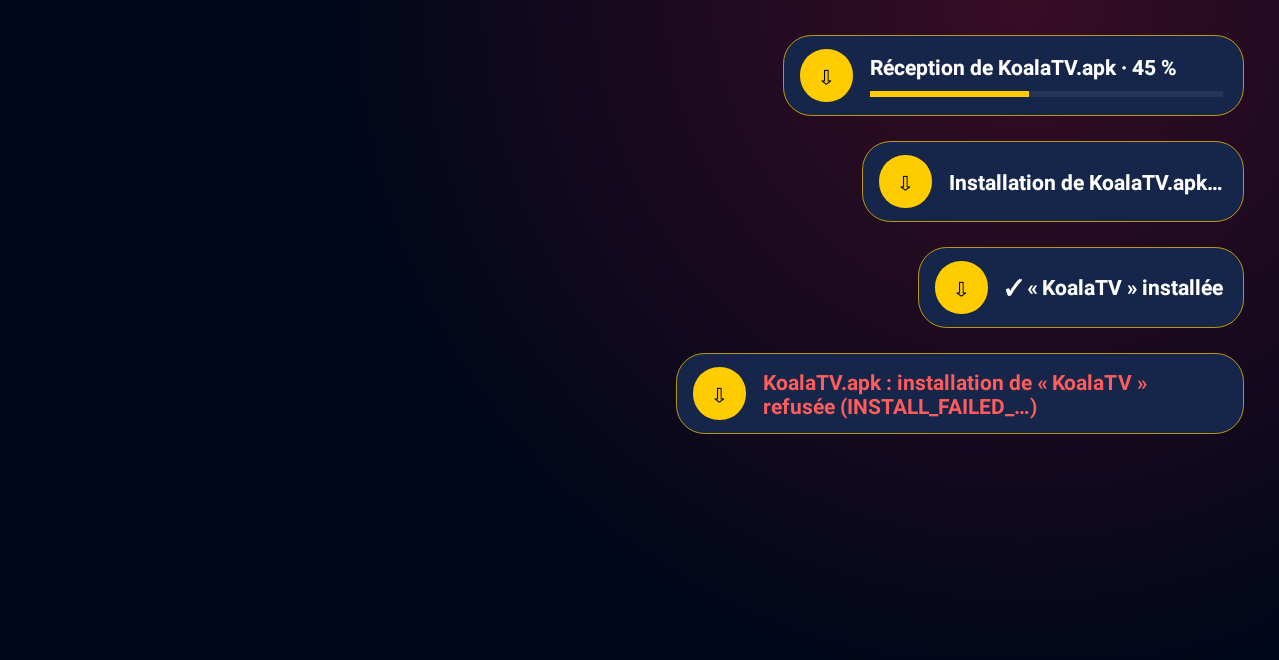 Réception de KoalaTV.apk · 45 %
Installation de KoalaTV.apk…
✓ « KoalaTV » installée
KoalaTV.apk : installation de « KoalaTV »
refusée (INSTALL_FAILED_…)